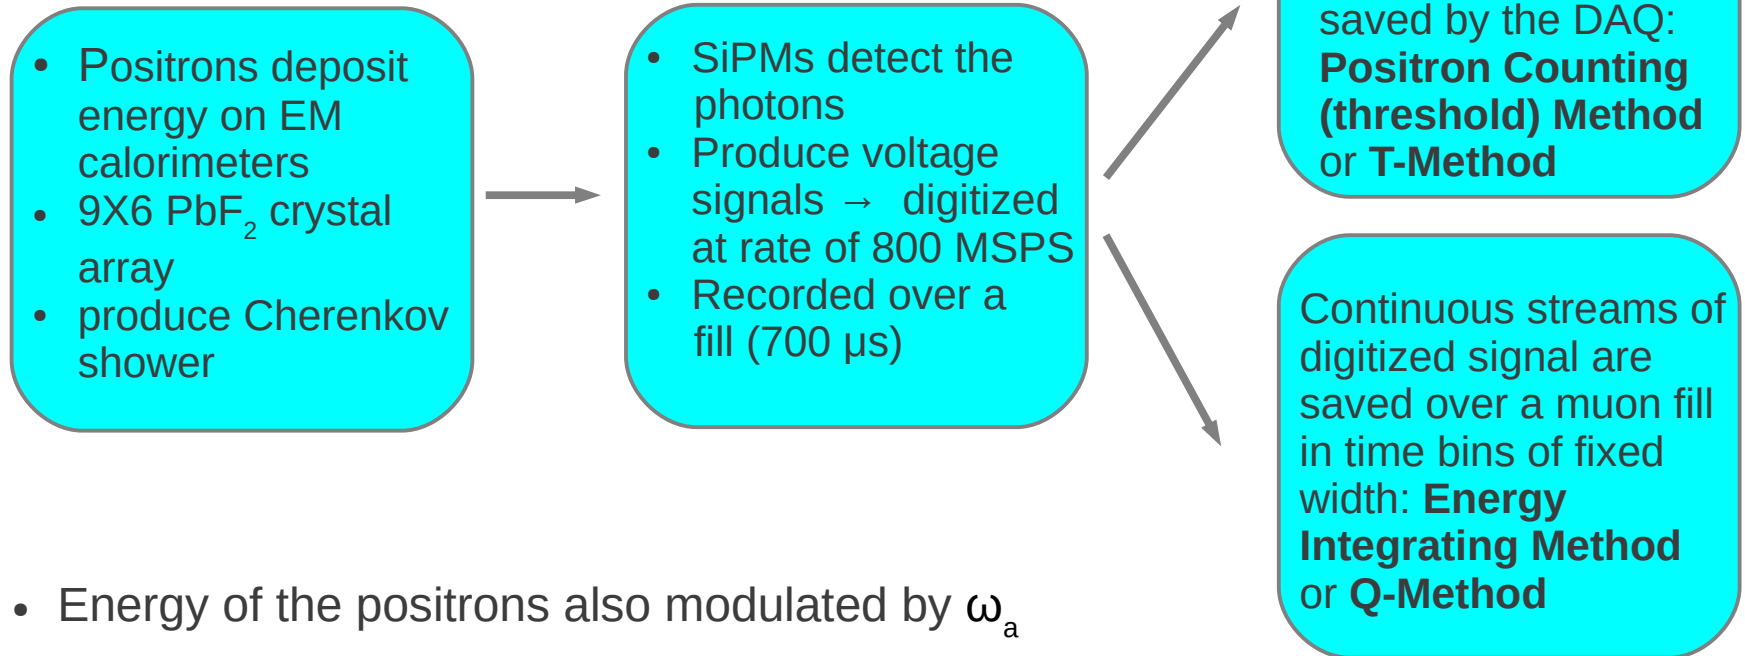 • Positrons deposit
energy on EM
calorimeters
• 9X6 PbF2 crystal
array
• produce Cherenkov
shower
• SiPMs detect the
photons
• Produce voltage
signals → digitized
at rate of 800 MSPS
• Recorded over a
fill (700 μs)
saved by the DAQ:
Positron Counting
(threshold) Method
or T-Method
Continuous streams of
digitized signal are
saved over a muon fill
in time bins of fixed
width: Energy
Integrating Method
or Q-Method
• Energy of the positrons also modulated by ωa